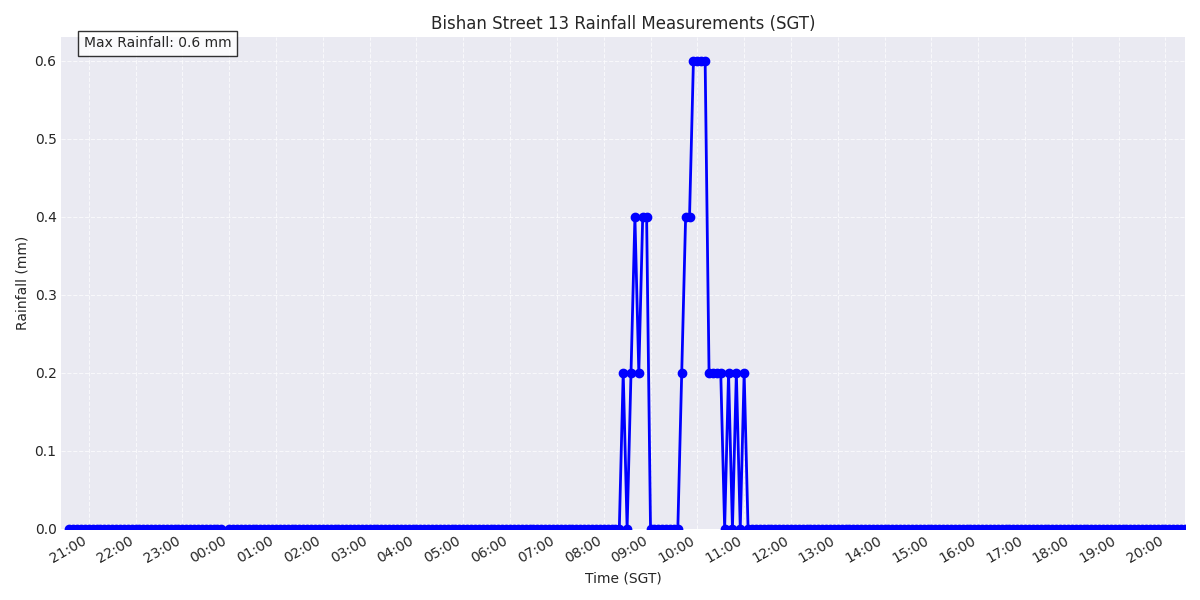 Bishan Street 13 Rainfall Measurements (SGT)
Max Rainfall: 0.6 mm
0.6
0.5
0.4
0.3
0.2
0.1
0.0
Rainfall (mm)
21:00 22:00 23:00 00:00 01:00 02:00 03:00 04:00 05:00 06:00 07:00 08:00 09:00 10:00 11:00 12:00 13:00 14:00 15:00 16:00 17:00 18:00 19:00 20:00
Time (SGT)